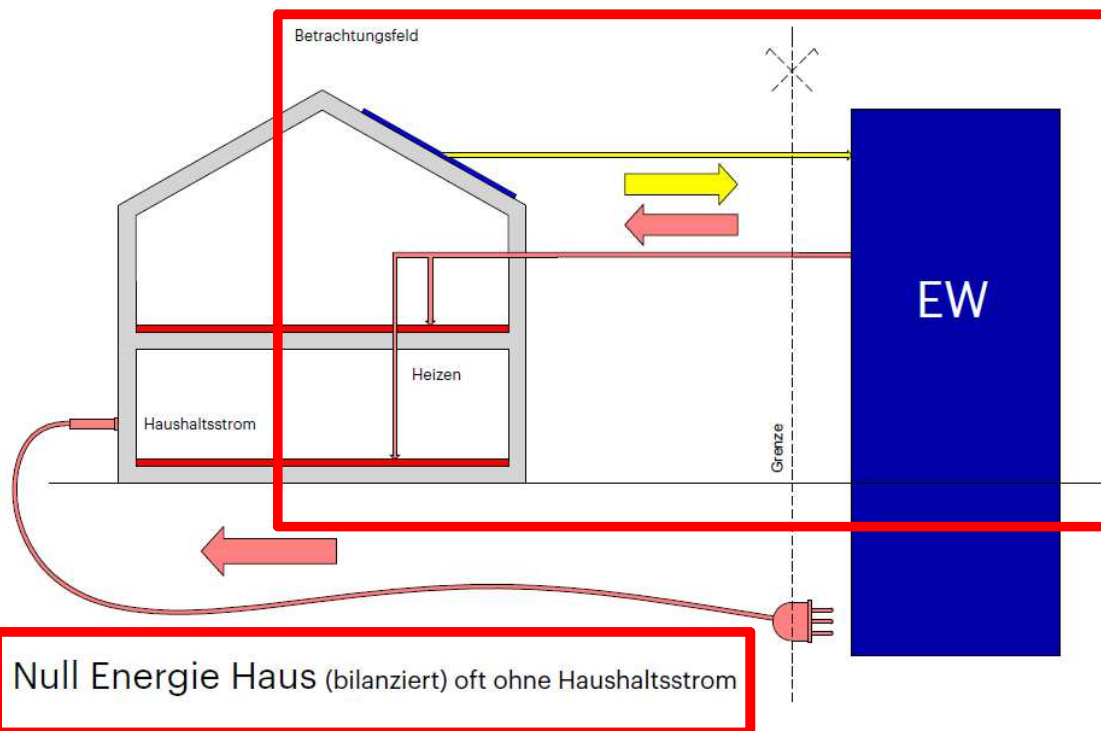 Betrachtungsfeld
EW
Heizen
Haushaltsstrom
Grenze
Null Energie Haus (bilanziert) oft ohne Haushaltsstrom